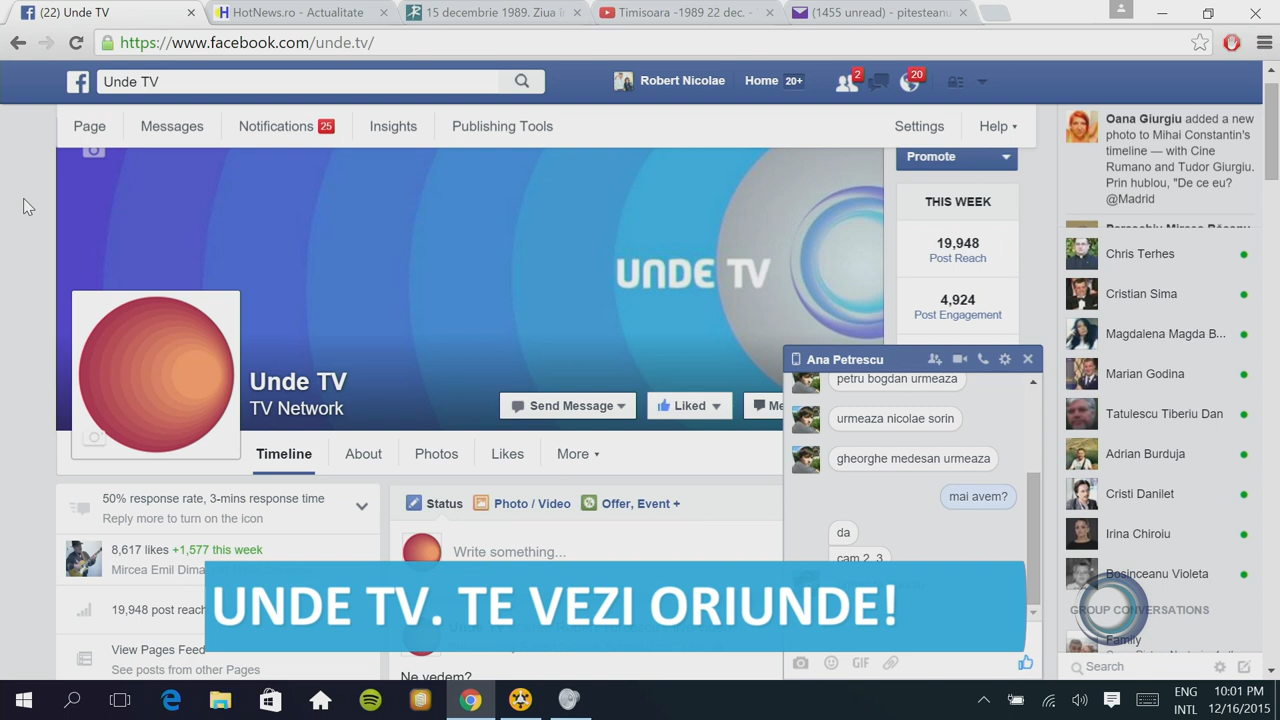 (22) Unde TV
HotNews.ro - Actualitate
15 decembrie 1989. Ziua în
Timisoara -1989 22 dec. -
(1455 unread) - pitesteanu
https://www.facebook.com/unde.tv/
Unde TV
Robert Nicolae
Home 20+
2
20
Page
Messages
Notifications 25
Insights
Publishing Tools
Settings
Help
Promote
THIS WEEK
19,948
Post Reach
4,924
Post Engagement
UNDE TV
Unde TV
TV Network
Send Message
Liked
Me
Timeline
About
Photos
Likes
More
50% response rate, 3-mins response time
Reply more to turn on the icon
8,617 likes +1,577 this week
Mircea Emil Dima
19,948 post reach
View Pages Feed
See posts from other Pages
Status
Photo / Video
Offer, Event +
Write something...
Ne vedem?
UNDE TV. TE VEZI ORIUNDE!
Ana Petrescu
petru bogdan urmeaza
urmeaza nicolae sorin
gheorghe medesan urmeaza
mai avem?
da
cam 2, 3
GIF
Oana Giurgiu added a new
photo to Mihai Constantin's
timeline — with Cine
Rumano and Tudor Giurgiu.
Prin hublou, "De ce eu?
@Madrid
Chris Terhes
Cristian Sima
Magdalena Magda B...
Marian Godina
Tatulescu Tiberiu Dan
Adrian Burduja
Cristi Danilet
Irina Chiroiu
Bosinceanu Violeta
GROUP CONVERSATIONS
Family
Search
ENG
INTL
10:01 PM
12/16/2015